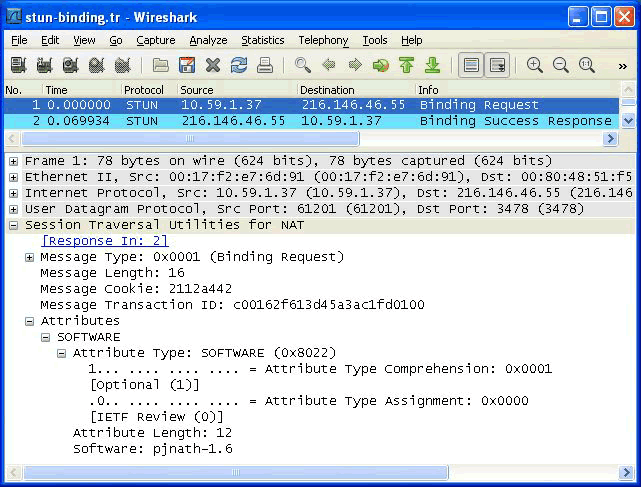 stun-binding.tr - Wireshark
File Edit View Go Capture Analyze Statistics Telephony Tools Help
1:1 »
No. Time Protocol Source Destination Info
1 0.000000 STUN 10.59.1.37 216.146.46.55 Binding Request
2 0.069934 STUN 216.146.46.55 10.59.1.37 Binding Success Response
Frame 1: 78 bytes on wire (624 bits), 78 bytes captured (624 bits)
Ethernet II, Src: 00:17:f2:e7:6d:91 (00:17:f2:e7:6d:91), Dst: 00:80:48:51:f5
Internet Protocol, Src: 10.59.1.37 (10.59.1.37), Dst: 216.146.46.55 (216.146
User Datagram Protocol, Src Port: 61201 (61201), Dst Port: 3478 (3478)
Session Traversal Utilities for NAT
[Response In: 2]
Message Type: 0x0001 (Binding Request)
Message Length: 16
Message Cookie: 2112a442
Message Transaction ID: c00162f613d45a3ac1fd0100
Attributes
SOFTWARE
Attribute Type: SOFTWARE (0x8022)
1... .... .... .... = Attribute Type Comprehension: 0x0001
[Optional (1)]
.0.. .... .... .... = Attribute Type Assignment: 0x0000
[IETF Review (0)]
Attribute Length: 12
Software: pjnath-1.6